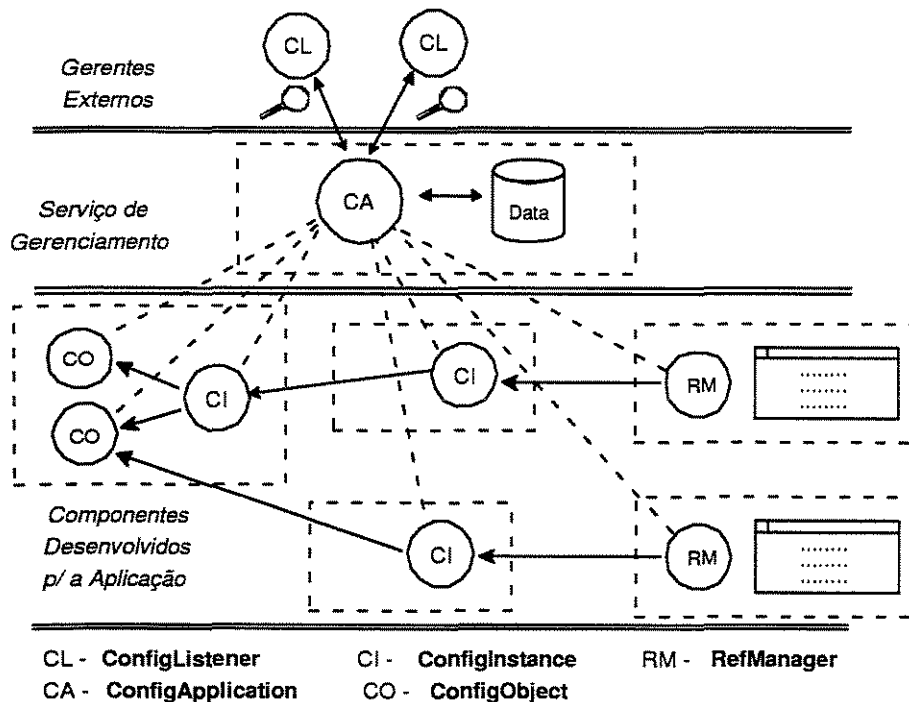 CL
CL
Gerentes
Externos
CA
Data
Serviço de
Gerenciamento
CO
CI
CI
RM
CO
Componentes
Desenvolvidos
p/ a Aplicação
CI
RM
CL - ConfigListener
CI - ConfigInstance
RM - RefManager
CA - ConfigApplication
CO - ConfigObject